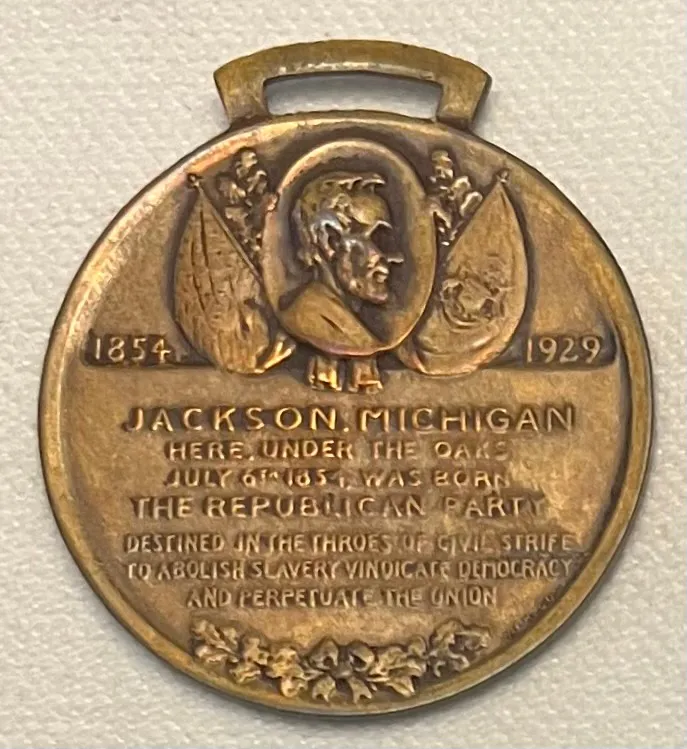 1854 1929
JACKSON, MICHIGAN
HERE, UNDER THE OAKS
JULY 6TH 1854, WAS BORN
THE REPUBLICAN PARTY
DESTINED IN THE THROES OF CIVIL STRIFE
TO ABOLISH SLAVERY VINDICATE DEMOCRACY
AND PERPETUATE THE UNION